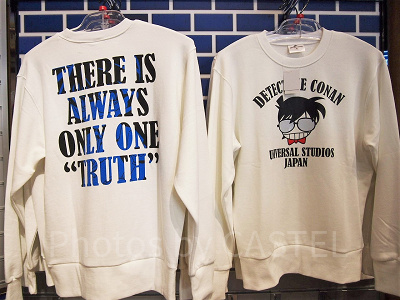 THERE IS
ALWAYS
ONLY ONE
"TRUTH"
DETECTIVE CONAN
UNIVERSAL STUDIOS
JAPAN
Photos by CASTEL